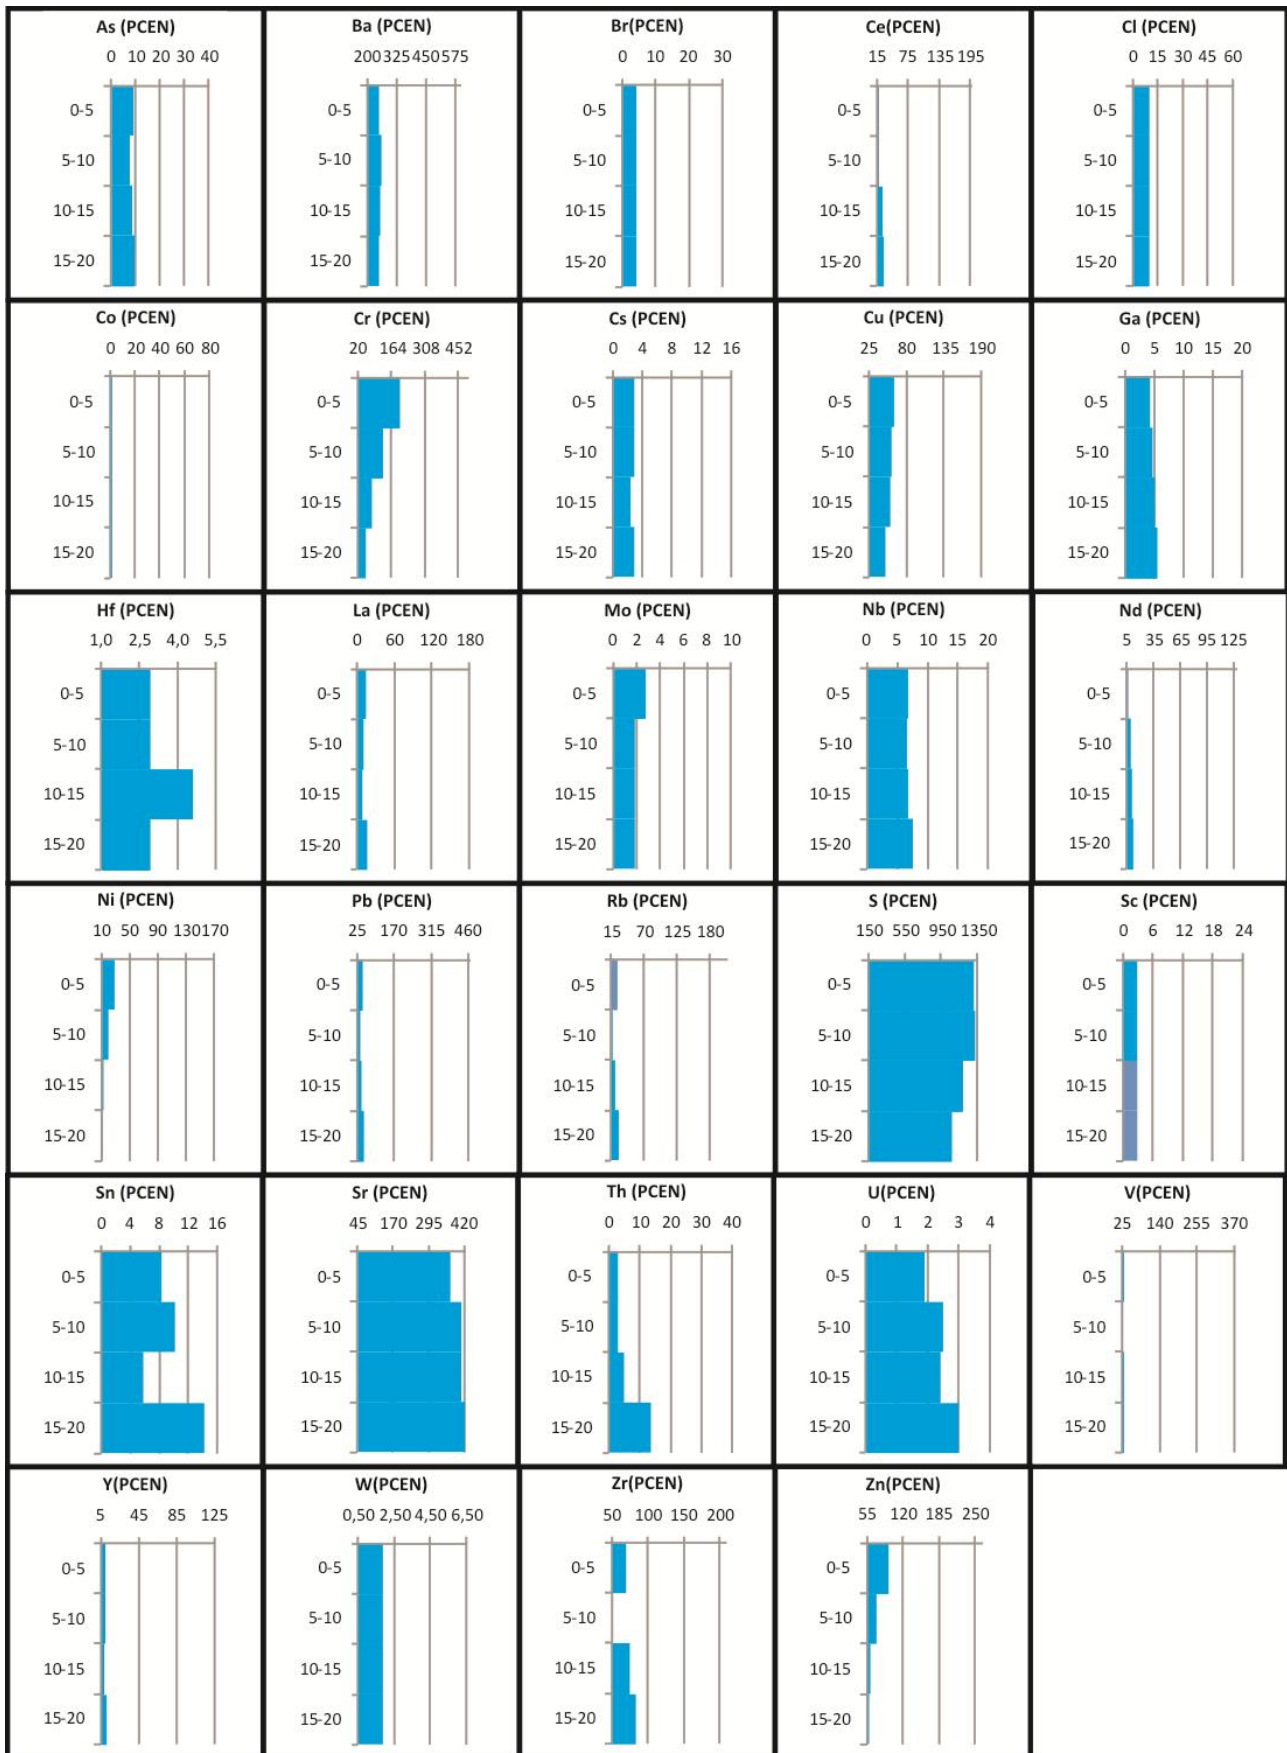 As (PCEN)
0 10 20 30 40
0-5
5-10
10-15
15-20
Ba (PCEN)
200 325 450 575
0-5
5-10
10-15
15-20
Br(PCEN)
0 10 20 30
0-5
5-10
10-15
15-20
Ce(PCEN)
15 75 135 195
0-5
5-10
10-15
15-20
Cl (PCEN)
0 15 30 45 60
0-5
5-10
10-15
15-20
Co (PCEN)
0 20 40 60 80
0-5
5-10
10-15
15-20
Cr (PCEN)
20 164 308 452
0-5
5-10
10-15
15-20
Cs (PCEN)
0 4 8 12 16
0-5
5-10
10-15
15-20
Cu (PCEN)
25 80 135 190
0-5
5-10
10-15
15-20
Ga (PCEN)
0 5 10 15 20
0-5
5-10
10-15
15-20
Hf (PCEN)
1,0 2,5 4,0 5,5
0-5
5-10
10-15
15-20
La (PCEN)
0 60 120 180
0-5
5-10
10-15
15-20
Mo (PCEN)
0 2 4 6 8 10
0-5
5-10
10-15
15-20
Nb (PCEN)
0 5 10 15 20
0-5
5-10
10-15
15-20
Nd (PCEN)
5 35 65 95 125
0-5
5-10
10-15
15-20
Ni (PCEN)
10 50 90 130 170
0-5
5-10
10-15
15-20
Pb (PCEN)
25 170 315 460
0-5
5-10
10-15
15-20
Rb (PCEN)
15 70 125 180
0-5
5-10
10-15
15-20
S (PCEN)
150 550 950 1350
0-5
5-10
10-15
15-20
Sc (PCEN)
0 6 12 18 24
0-5
5-10
10-15
15-20
Sn (PCEN)
0 4 8 12 16
0-5
5-10
10-15
15-20
Sr (PCEN)
45 170 295 420
0-5
5-10
10-15
15-20
Th (PCEN)
0 10 20 30 40
0-5
5-10
10-15
15-20
U(PCEN)
0 1 2 3 4
0-5
5-10
10-15
15-20
V(PCEN)
25 140 255 370
0-5
5-10
10-15
15-20
Y(PCEN)
5 45 85 125
0-5
5-10
10-15
15-20
W(PCEN)
0,50 2,50 4,50 6,50
0-5
5-10
10-15
15-20
Zr(PCEN)
50 100 150 200
0-5
5-10
10-15
15-20
Zn(PCEN)
55 120 185 250
0-5
5-10
10-15
15-20